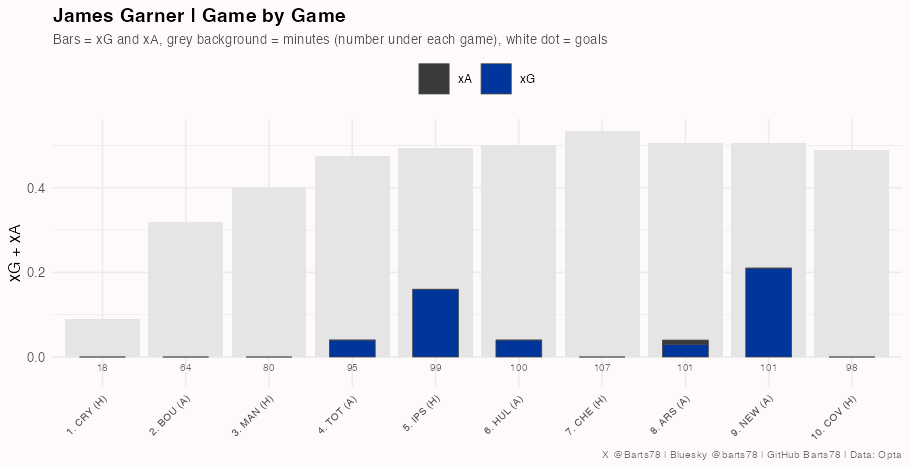 James Garner | Game by Game
Bars = xG and xA, grey background = minutes (number under each game), white dot = goals
xA xG
xG + xA
0.4
0.2
0.0
18 64 80 95 99 100 107 101 101 98
1. CRY (H) 2. BOU (A) 3. MAN (H) 4. TOT (A) 5. IPS (H) 6. HUL (A) 7. CHE (H) 8. ARS (A) 9. NEW (A) 10. COV (H)
X @Barts78 | Bluesky @barts78 | GitHub Barts78 | Data: Opta